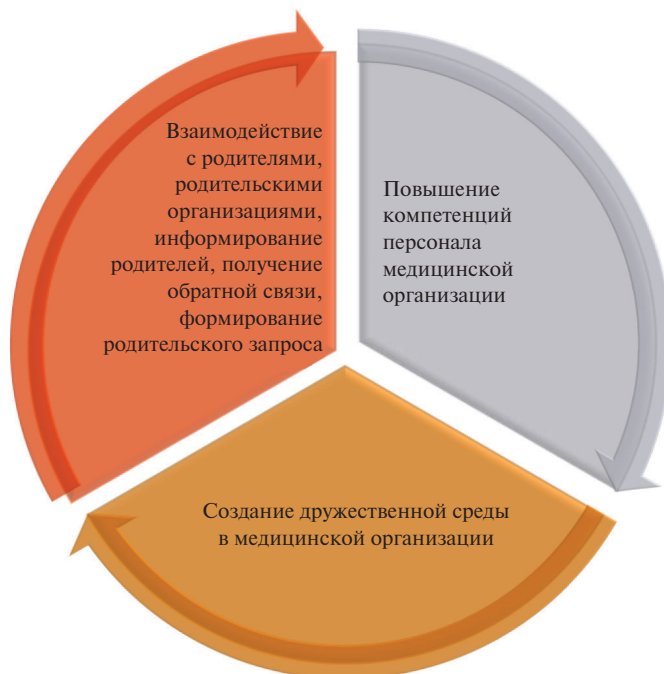 Взаимодействие
с родителями,
родительскими
организациями,
информирование
родителей, получение
обратной связи,
формирование
родительского запроса
Повышение
компетенций
персонала
медицинской
организации
Создание дружественной среды
в медицинской организации